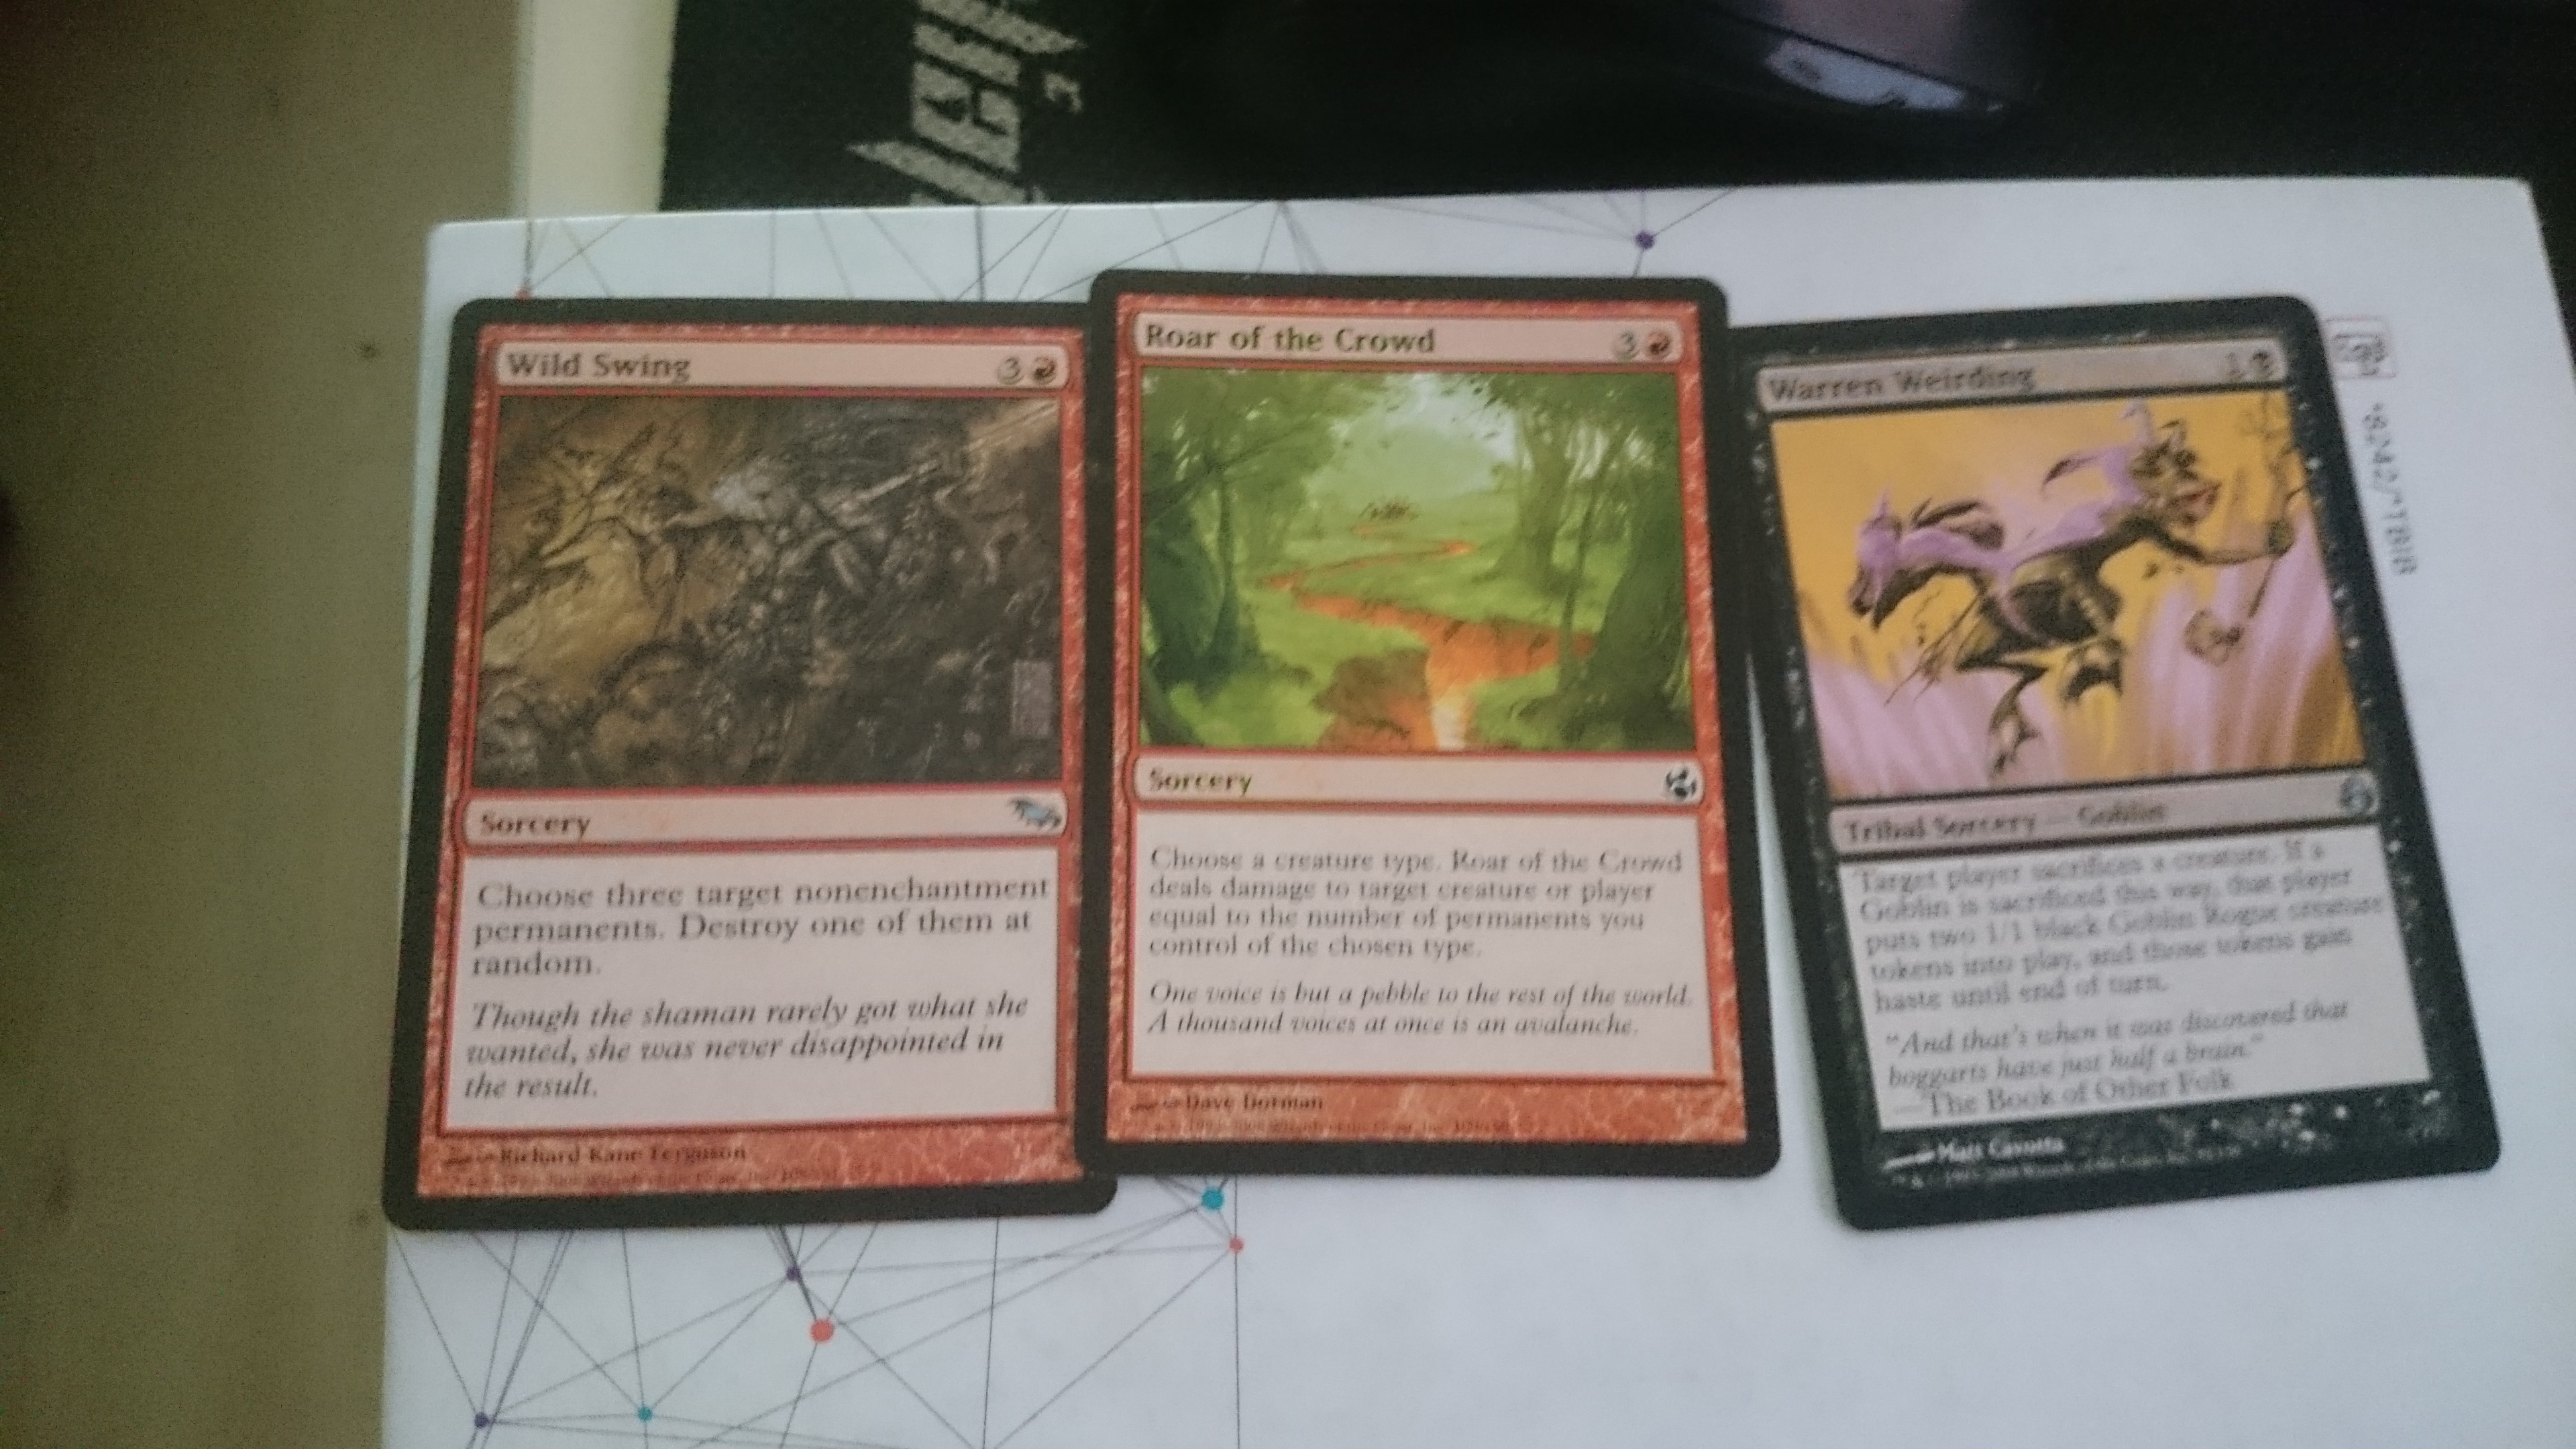 Wild Swing 3
Sorcery
Choose three target nonenchantment
permanents. Destroy one of them at
random.
Though the shaman rarely got what she
wanted, she was never disappointed in
the result.
Richard Kane Ferguson
Roar of the Crowd 3
Sorcery
Choose a creature type. Roar of the Crowd
deals damage to target creature or player
equal to the number of permanents you
control of the chosen type.
One voice is but a pebble to the rest of the world.
A thousand voices at once is an avalanche.
Dave Dorman
Warren Weirding 1
Tribal Sorcery — Goblin
Target player sacrifices a creature. If a
Goblin is sacrificed this way, that player
puts two 1/1 black Goblin Rogue creature
tokens into play, and those tokens gain
haste until end of turn.
"And that's when it was discovered that
boggarts have just half a brain."
—The Book of Other Folk
Matt Cavotta